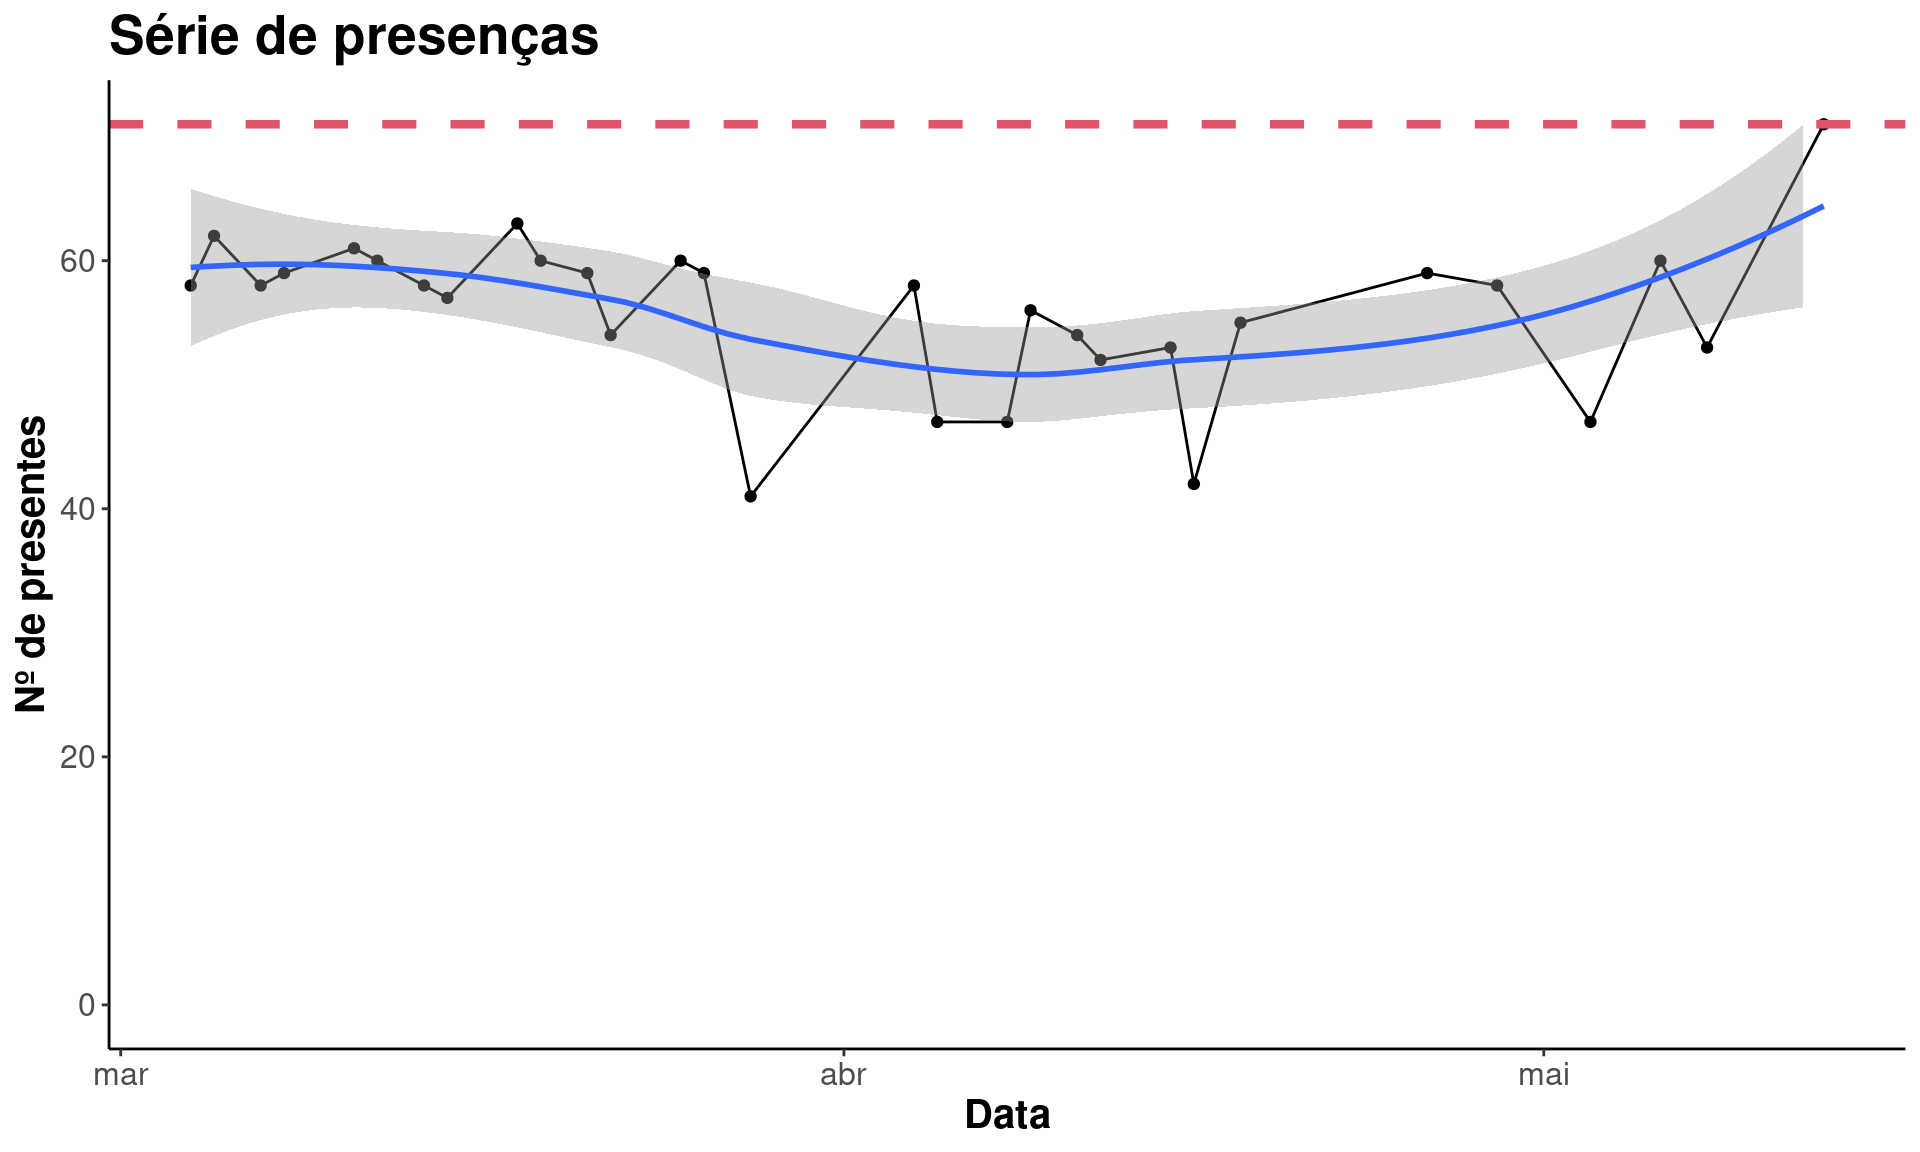 Série de presenças
Nº de presentes
60
40
20
0
mar
abr
mai
Data